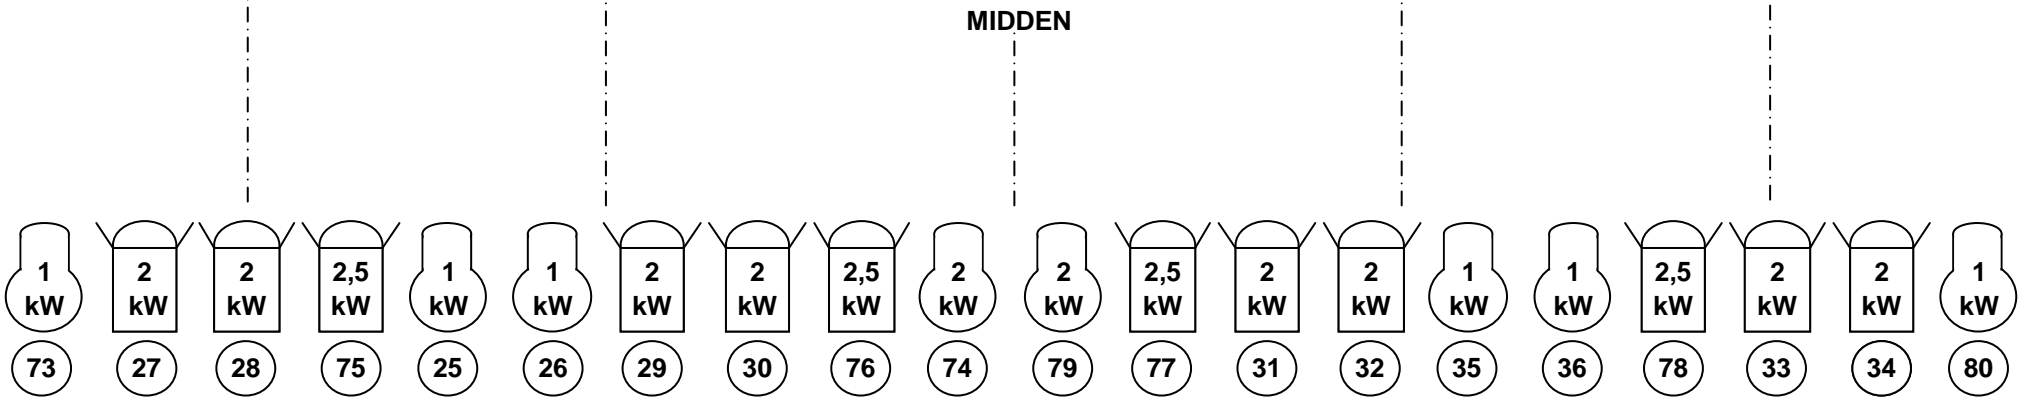 MIDDEN
1 2 2 2,5 1 1 2 2 2,5 2 2 2,5 2 2 1 1 2,5 2 2 1
kW kW kW kW kW kW kW kW kW kW kW kW kW kW kW kW kW kW kW kW
73 27 28 75 25 26 29 30 76 74 79 77 31 32 35 36 78 33 34 80